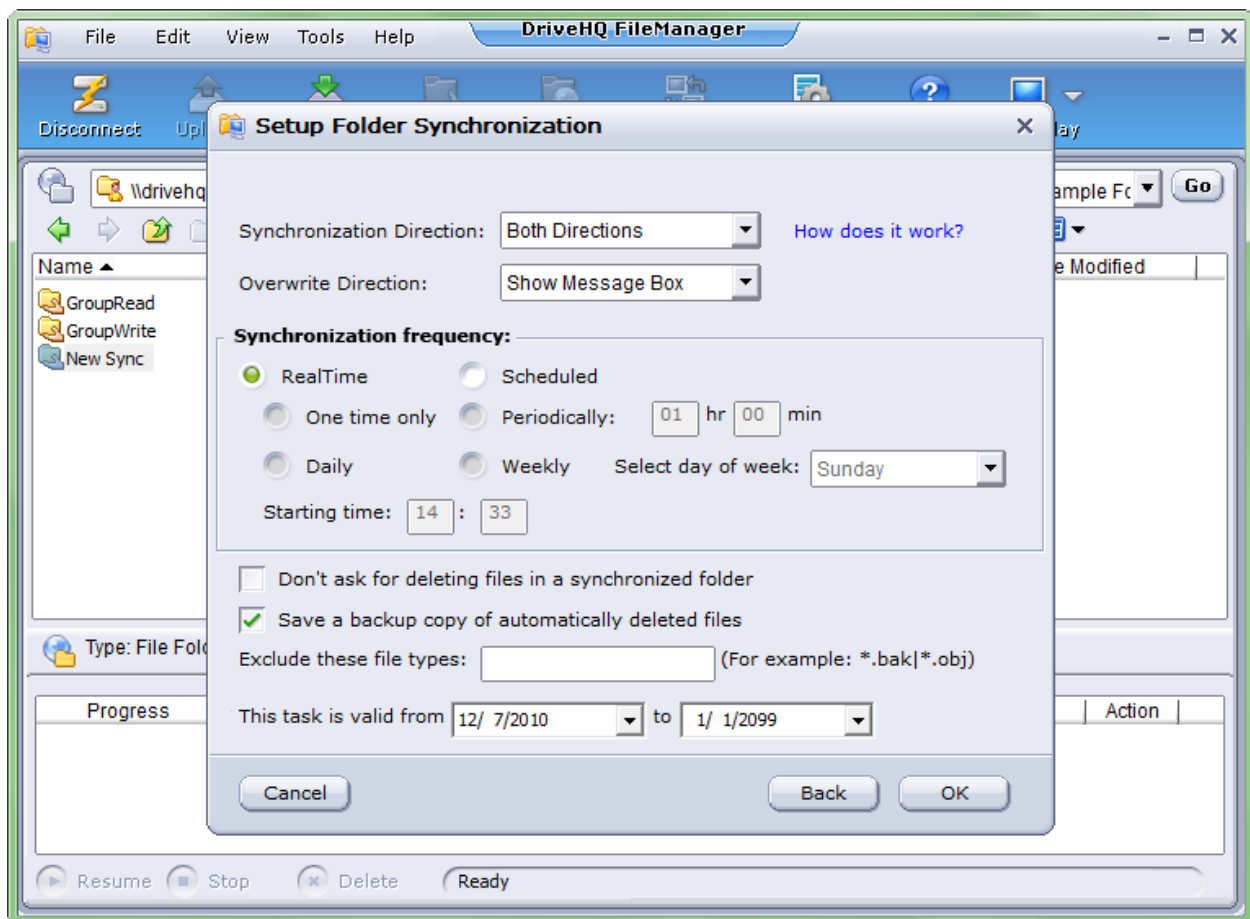 File Edit View Tools Help DriveHQ FileManager
Disconnect Upl lay
Setup Folder Synchronization
\\drivehq ample Fo Go
Synchronization Direction: Both Directions How does it work?
Name e Modified
Overwrite Direction: Show Message Box
GroupRead
GroupWrite
New Sync
Synchronization frequency:
RealTime Scheduled
One time only Periodically: 01 hr 00 min
Daily Weekly Select day of week: Sunday
Starting time: 14 : 33
Don't ask for deleting files in a synchronized folder
Save a backup copy of automatically deleted files
Type: File Fold
Exclude these file types: (For example: *.bak|*.obj)
Progress Action
This task is valid from 12/ 7/2010 to 1/ 1/2099
Cancel Back OK
Resume Stop Delete Ready